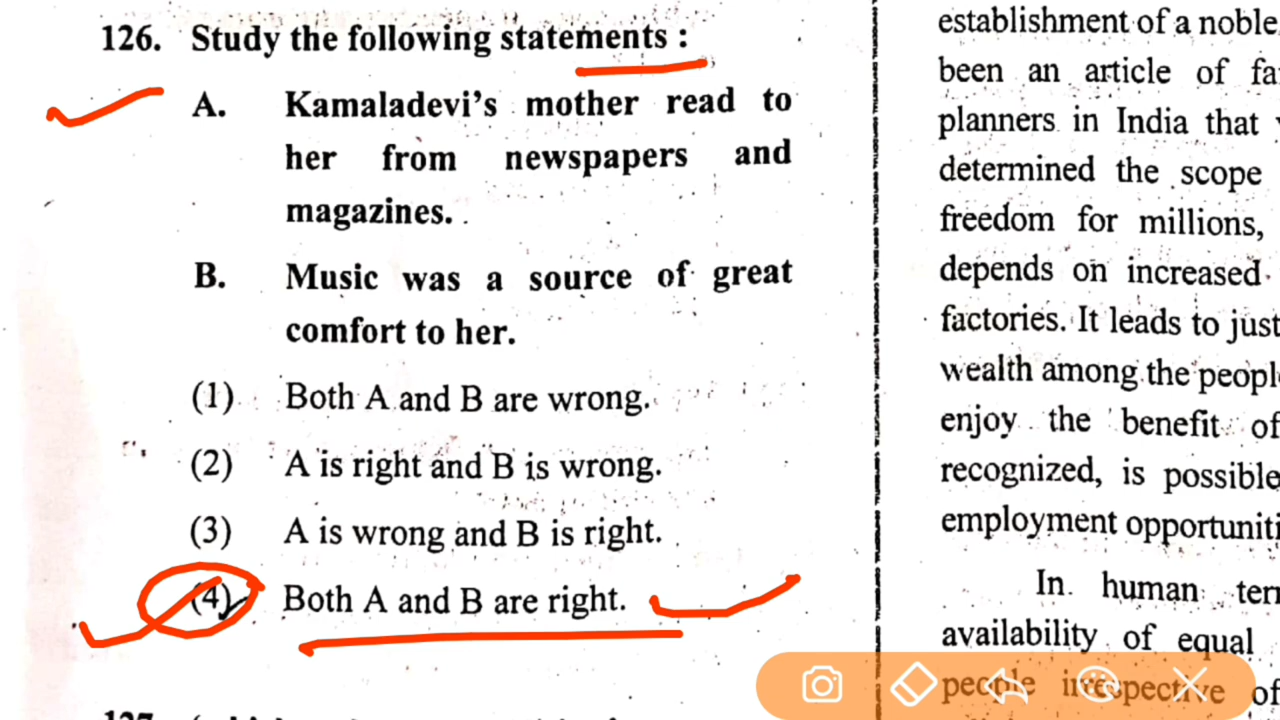 126. Study the following statements :
A. Kamaladevi's mother read to
her from newspapers and
magazines.
B. Music was a source of great
comfort to her.
(1) Both A and B are wrong.
(2) A is right and B is wrong.
(3) A is wrong and B is right.
(4) Both A and B are right.
establishment of a noble
been an article of fa
planners in India that
determined the scope
freedom for millions,
depends on increased
factories. It leads to just
wealth among the peopl
enjoy the benefit of
recognized, is possible
employment opportuniti
In human ter
availability of equal
people irrespective of